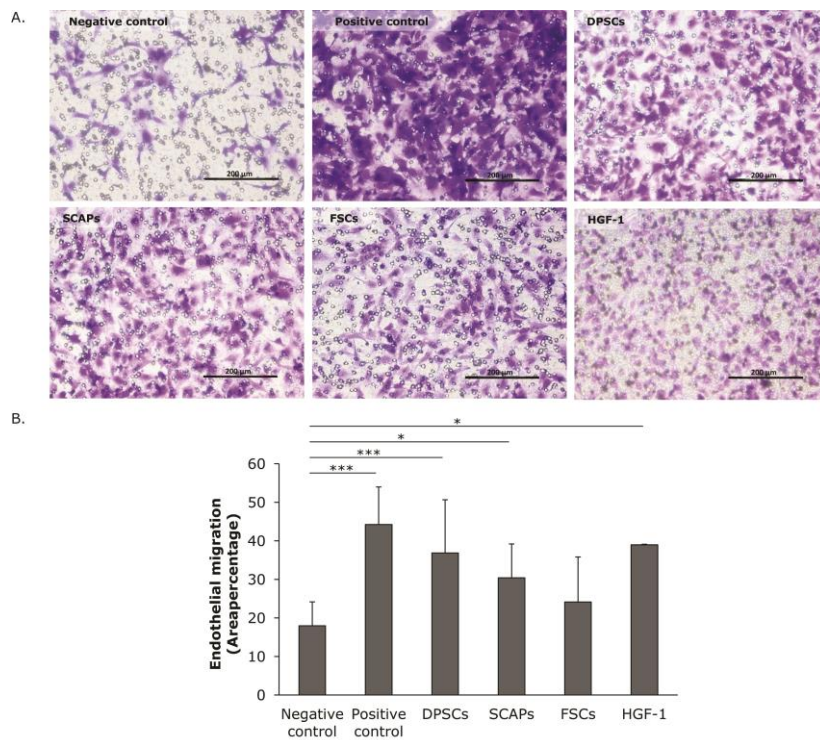 A.
Negative control
Positive control
DPSCs
200 µm
200 µm
200 µm
SCAPs
FSCs
HGF-1
200 µm
200 µm
200 µm
B.
*
*
***
***
60
50
40
30
20
10
0
Endothelial migration
(Areapercentage)
Negative control
Positive control
DPSCs
SCAPs
FSCs
HGF-1